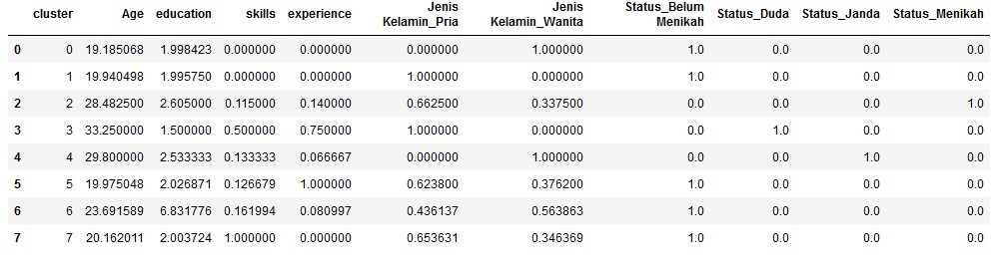 cluster Age education skills experience Jenis Kelamin_Pria Jenis Kelamin_Wanita Status_Belum Menikah Status_Duda Status_Janda Status_Menikah
0 0 19.185068 1.998423 0.000000 0.000000 0.000000 1.000000 1.0 0.0 0.0 0.0
1 1 19.940498 1.995750 0.000000 0.000000 1.000000 0.000000 1.0 0.0 0.0 0.0
2 2 28.482500 2.605000 0.115000 0.140000 0.662500 0.337500 0.0 0.0 0.0 1.0
3 3 33.250000 1.500000 0.500000 0.750000 1.000000 0.000000 0.0 1.0 0.0 0.0
4 4 29.800000 2.533333 0.133333 0.066667 0.000000 1.000000 0.0 0.0 1.0 0.0
5 5 19.975048 2.026871 0.126679 1.000000 0.623800 0.376200 1.0 0.0 0.0 0.0
6 6 23.691589 6.831776 0.161994 0.080997 0.436137 0.563863 1.0 0.0 0.0 0.0
7 7 20.162011 2.003724 1.000000 0.000000 0.653631 0.346369 1.0 0.0 0.0 0.0